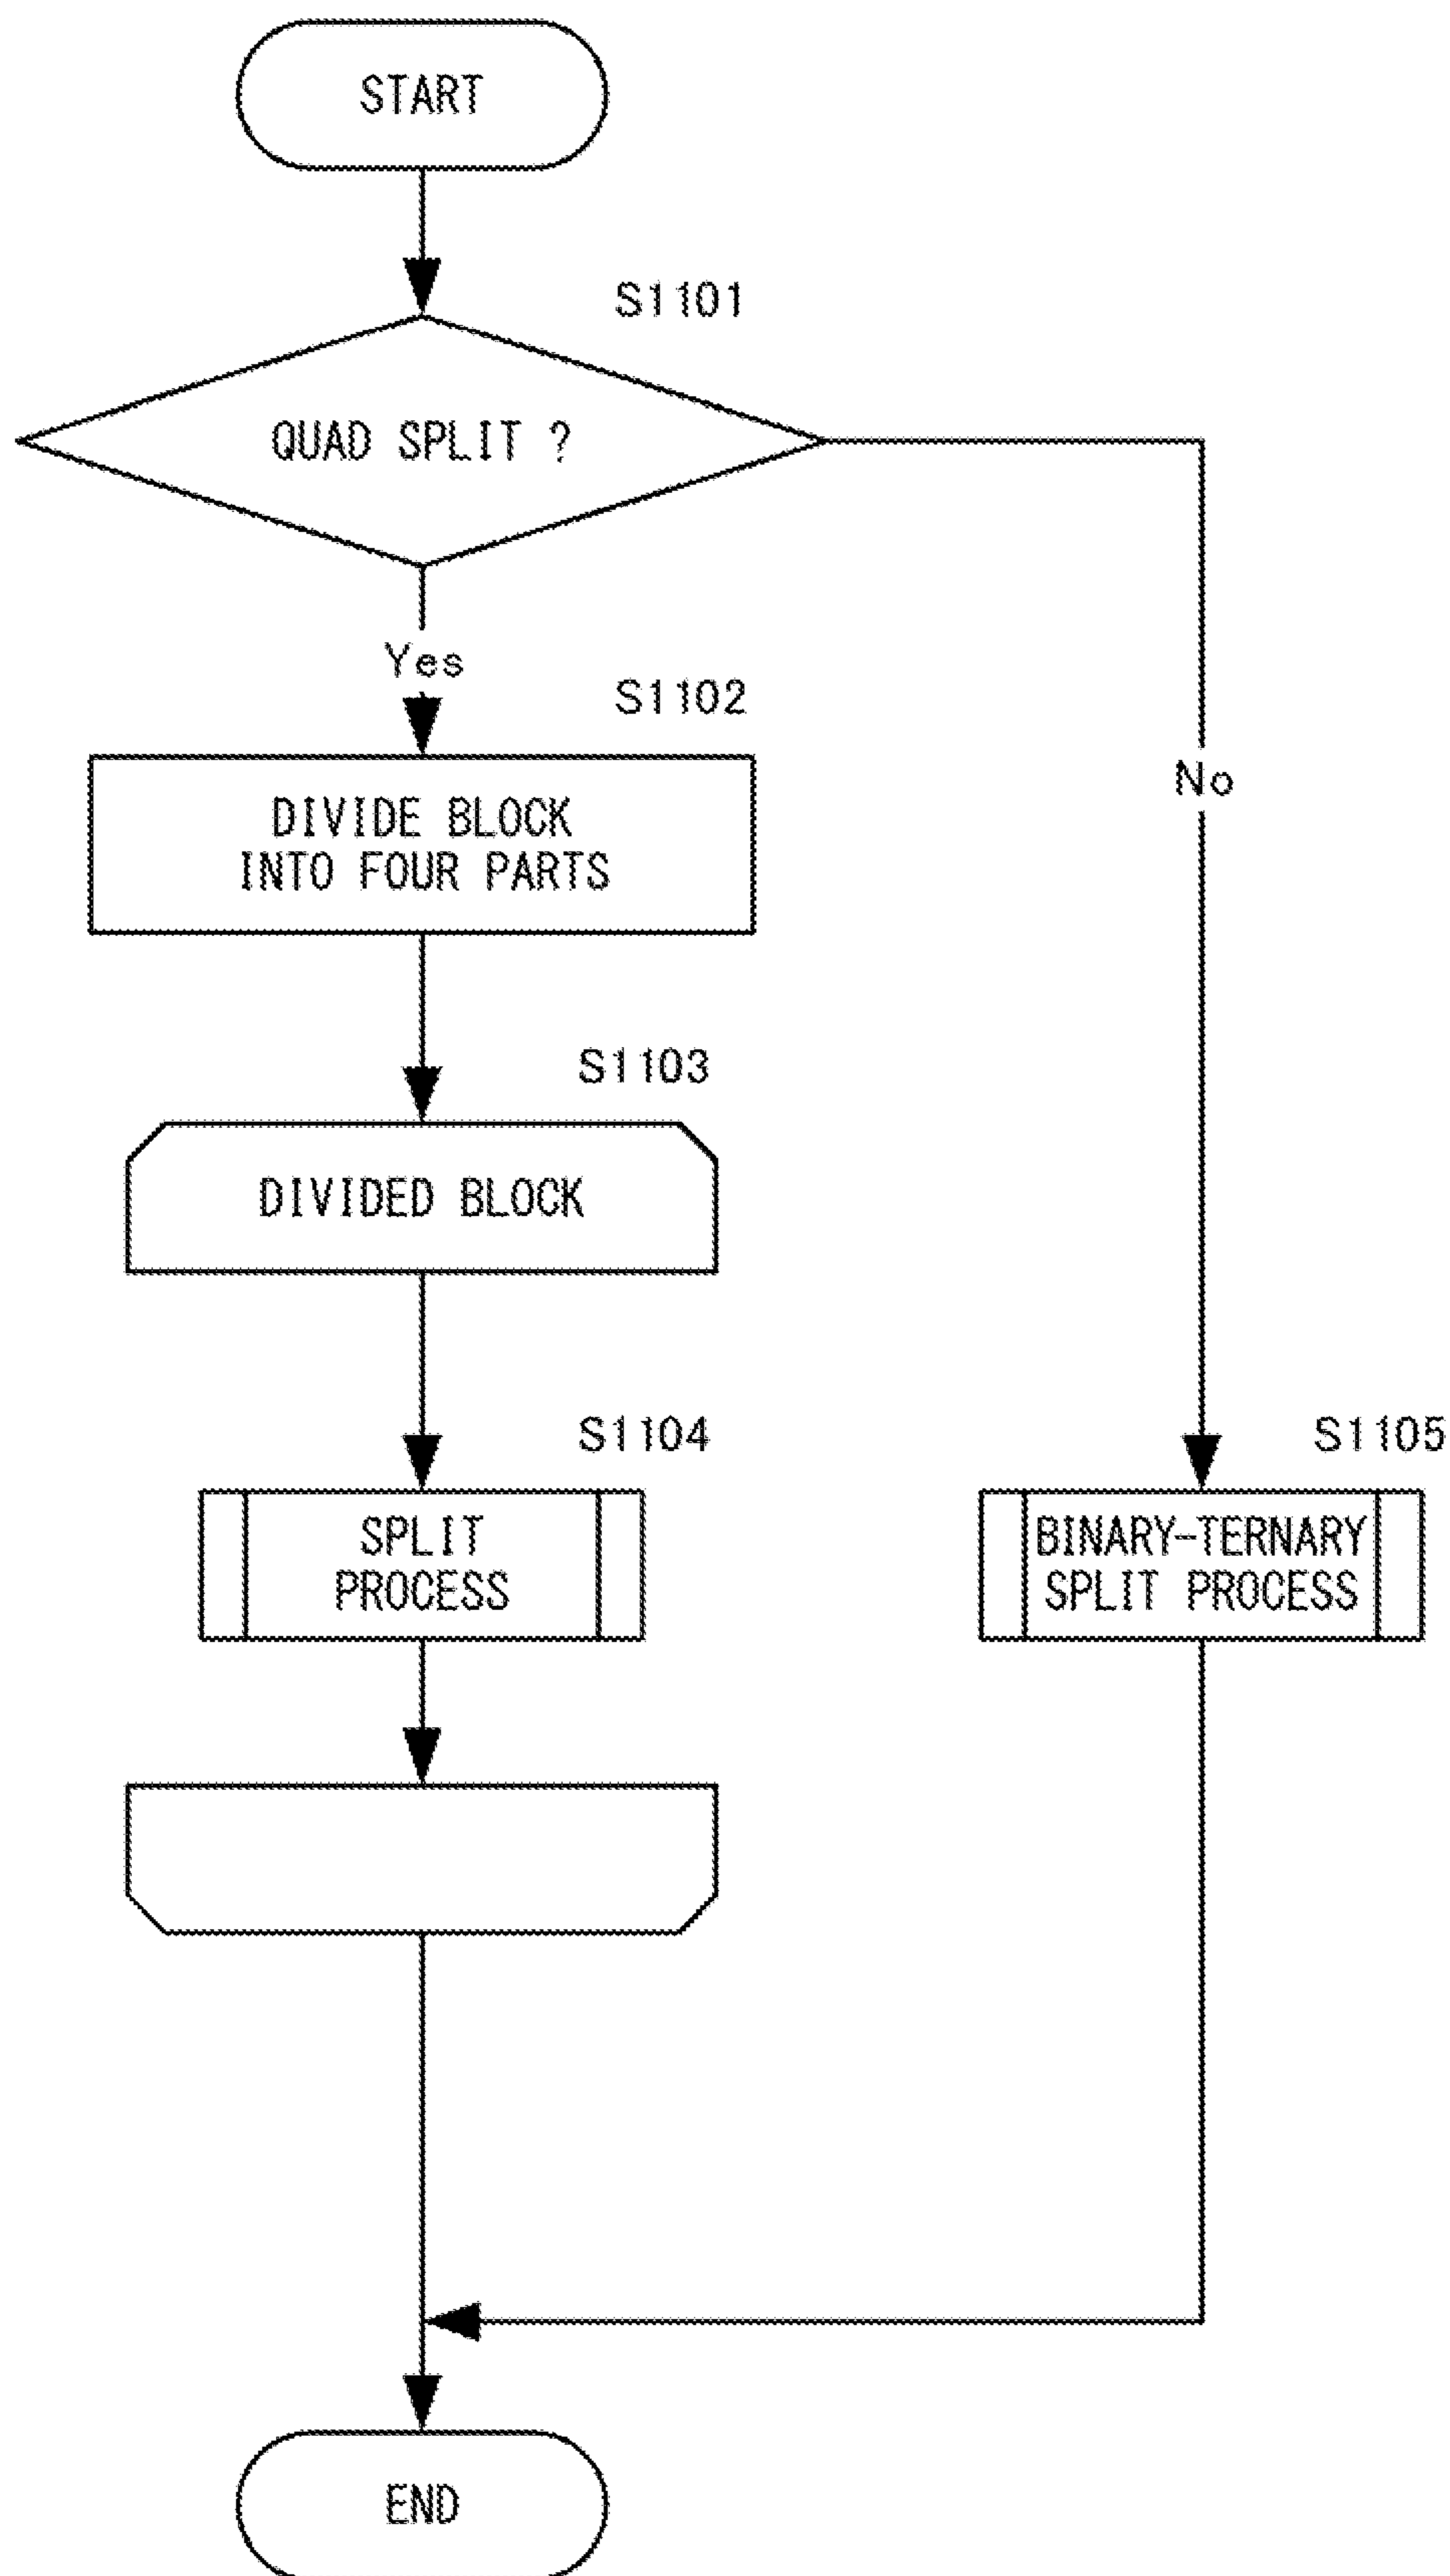 START
S1101
QUAD SPLIT ?
Yes
S1102
No
DIVIDE BLOCK
INTO FOUR PARTS
S1103
DIVIDED BLOCK
S1104
SPLIT
PROCESS
S1105
BINARY-TERNARY
SPLIT PROCESS
END